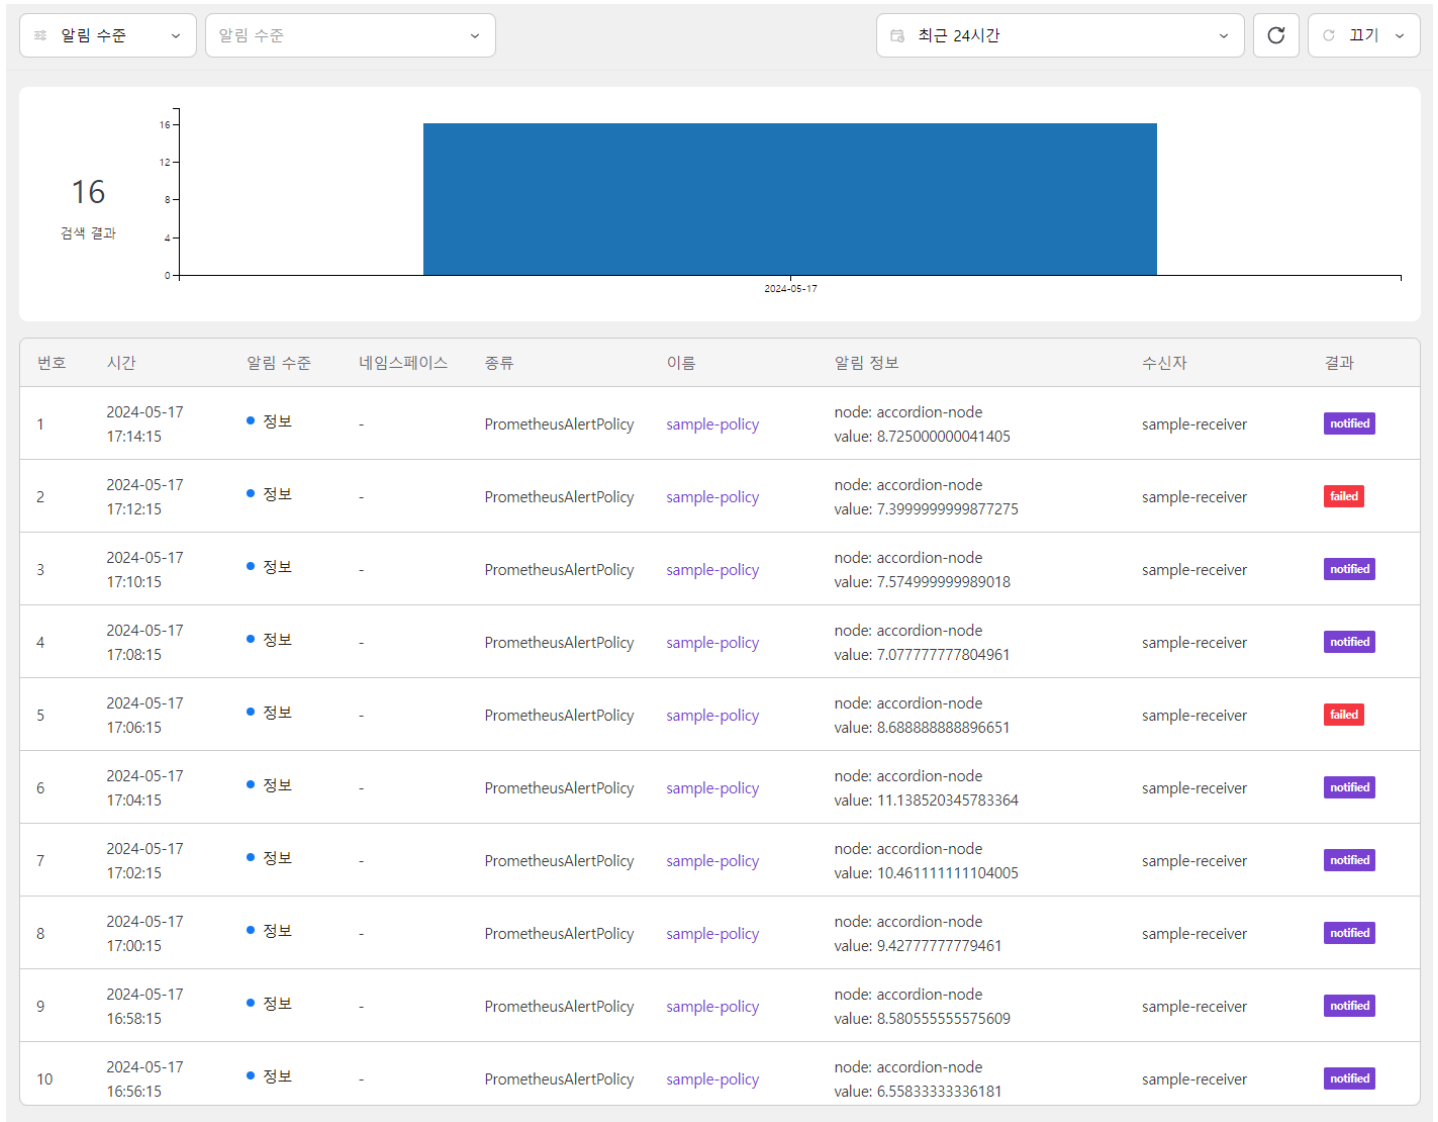 알림 수준 알림 수준 최근 24시간 끄기
16
12
8
4
0
16
검색 결과
2024-05-17
번호 시간 알림 수준 네임스페이스 종류 이름 알림 정보 수신자 결과
1 2024-05-17 17:14:15 정보 - PrometheusAlertPolicy sample-policy node: accordion-node value: 8.725000000041405 sample-receiver notified
2 2024-05-17 17:12:15 정보 - PrometheusAlertPolicy sample-policy node: accordion-node value: 7.3999999999877275 sample-receiver failed
3 2024-05-17 17:10:15 정보 - PrometheusAlertPolicy sample-policy node: accordion-node value: 7.574999999989018 sample-receiver notified
4 2024-05-17 17:08:15 정보 - PrometheusAlertPolicy sample-policy node: accordion-node value: 7.077777777804961 sample-receiver notified
5 2024-05-17 17:06:15 정보 - PrometheusAlertPolicy sample-policy node: accordion-node value: 8.688888888896651 sample-receiver failed
6 2024-05-17 17:04:15 정보 - PrometheusAlertPolicy sample-policy node: accordion-node value: 11.138520345783364 sample-receiver notified
7 2024-05-17 17:02:15 정보 - PrometheusAlertPolicy sample-policy node: accordion-node value: 10.461111111104005 sample-receiver notified
8 2024-05-17 17:00:15 정보 - PrometheusAlertPolicy sample-policy node: accordion-node value: 9.42777777779461 sample-receiver notified
9 2024-05-17 16:58:15 정보 - PrometheusAlertPolicy sample-policy node: accordion-node value: 8.580555555575609 sample-receiver notified
10 2024-05-17 16:56:15 정보 - PrometheusAlertPolicy sample-policy node: accordion-node value: 6.55833333336181 sample-receiver notified